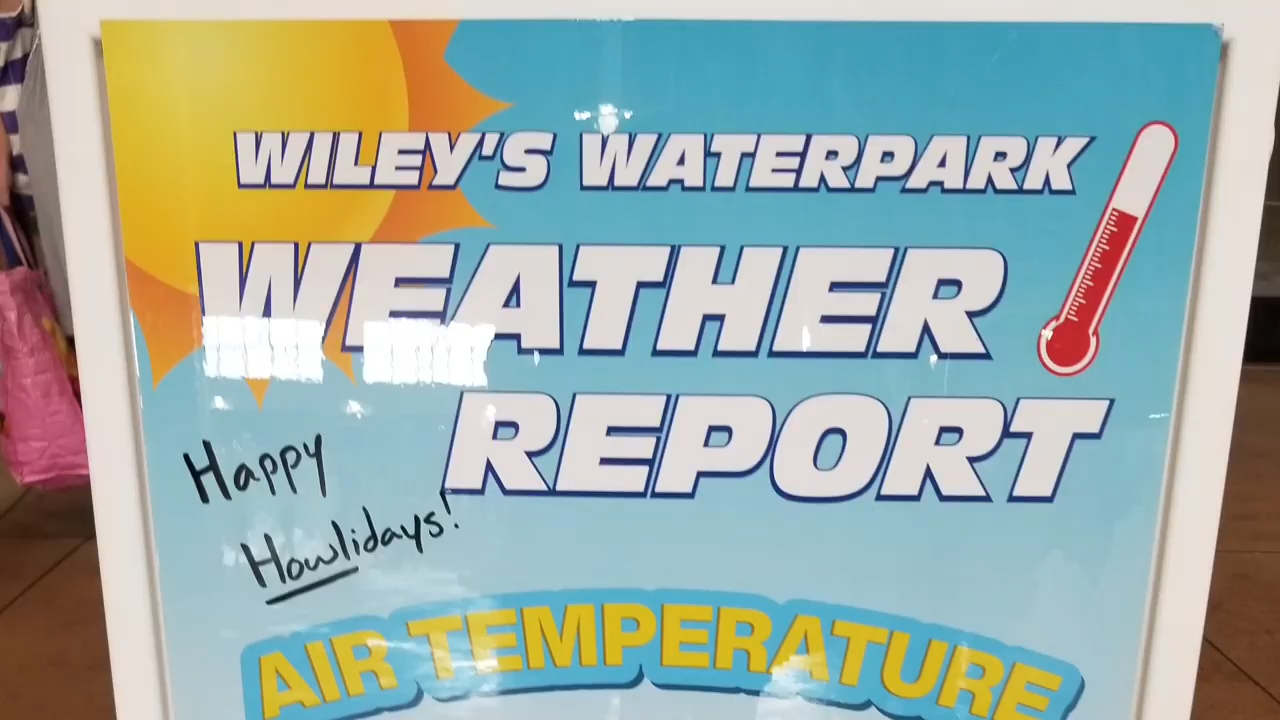 WILEY'S WATERPARK
WEATHER
REPORT
Happy
Howlidays!
AIR TEMPERATURE